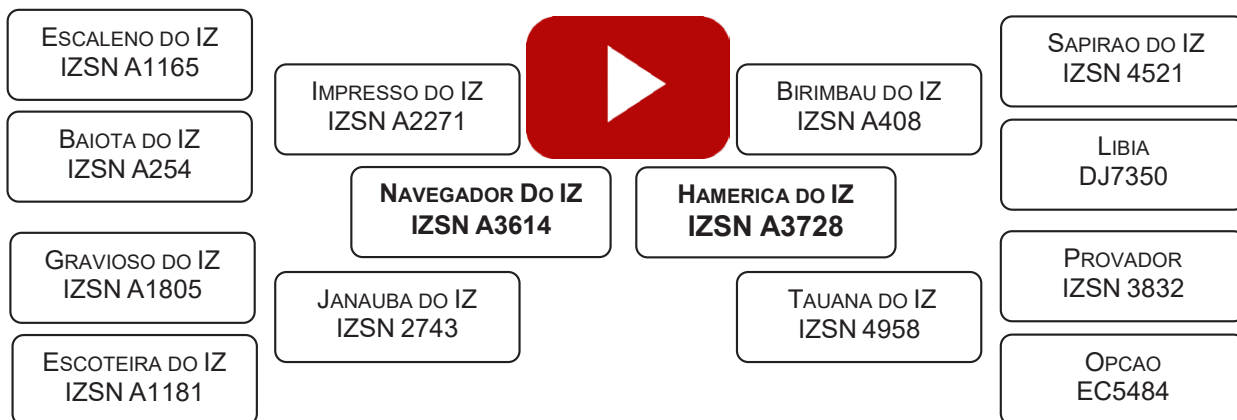 ESCALENO DO IZ
IZSN A1165
BAIOTA DO IZ
IZSN A254
GRAVIOSO DO IZ
IZSN A1805
ESCOTEIRA DO IZ
IZSN A1181
IMPRESSO DO IZ
IZSN A2271
JANAUBA DO IZ
IZSN 2743
NAVEGADOR DO IZ
IZSN A3614
HAMERICA DO IZ
IZSN A3728
BIRIMBAU DO IZ
IZSN A408
TAUANA DO IZ
IZSN 4958
SAPIRAO DO IZ
IZSN 4521
LIBIA
DJ7350
PROVADOR
IZSN 3832
OPCAO
EC5484